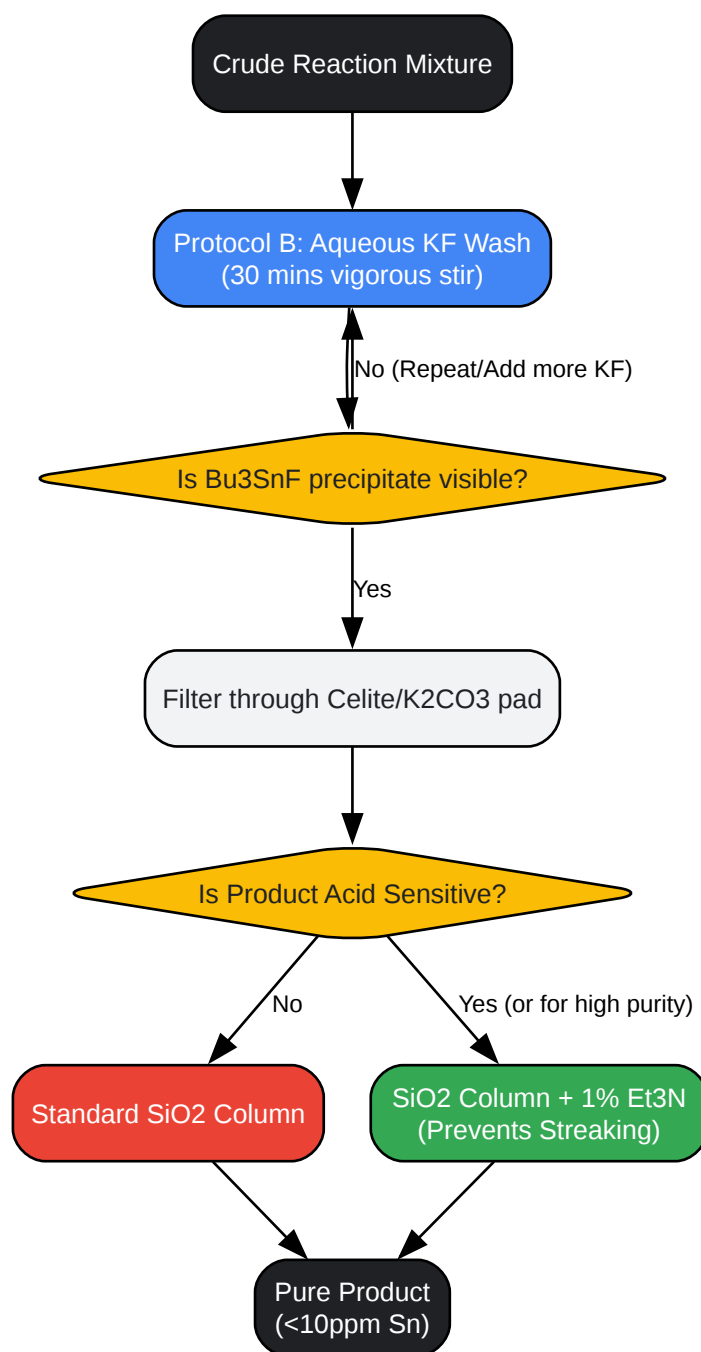 Crude Reaction Mixture
Protocol B: Aqueous KF Wash
(30 mins vigorous stir)
No (Repeat/Add more KF)
Is Bu3SnF precipitate visible?
Yes
Filter through Celite/K2CO3 pad
Is Product Acid Sensitive?
No
Yes (or for high purity)
Standard SiO2 Column
SiO2 Column + 1% Et3N
(Prevents Streaking)
Pure Product
(<10ppm Sn)